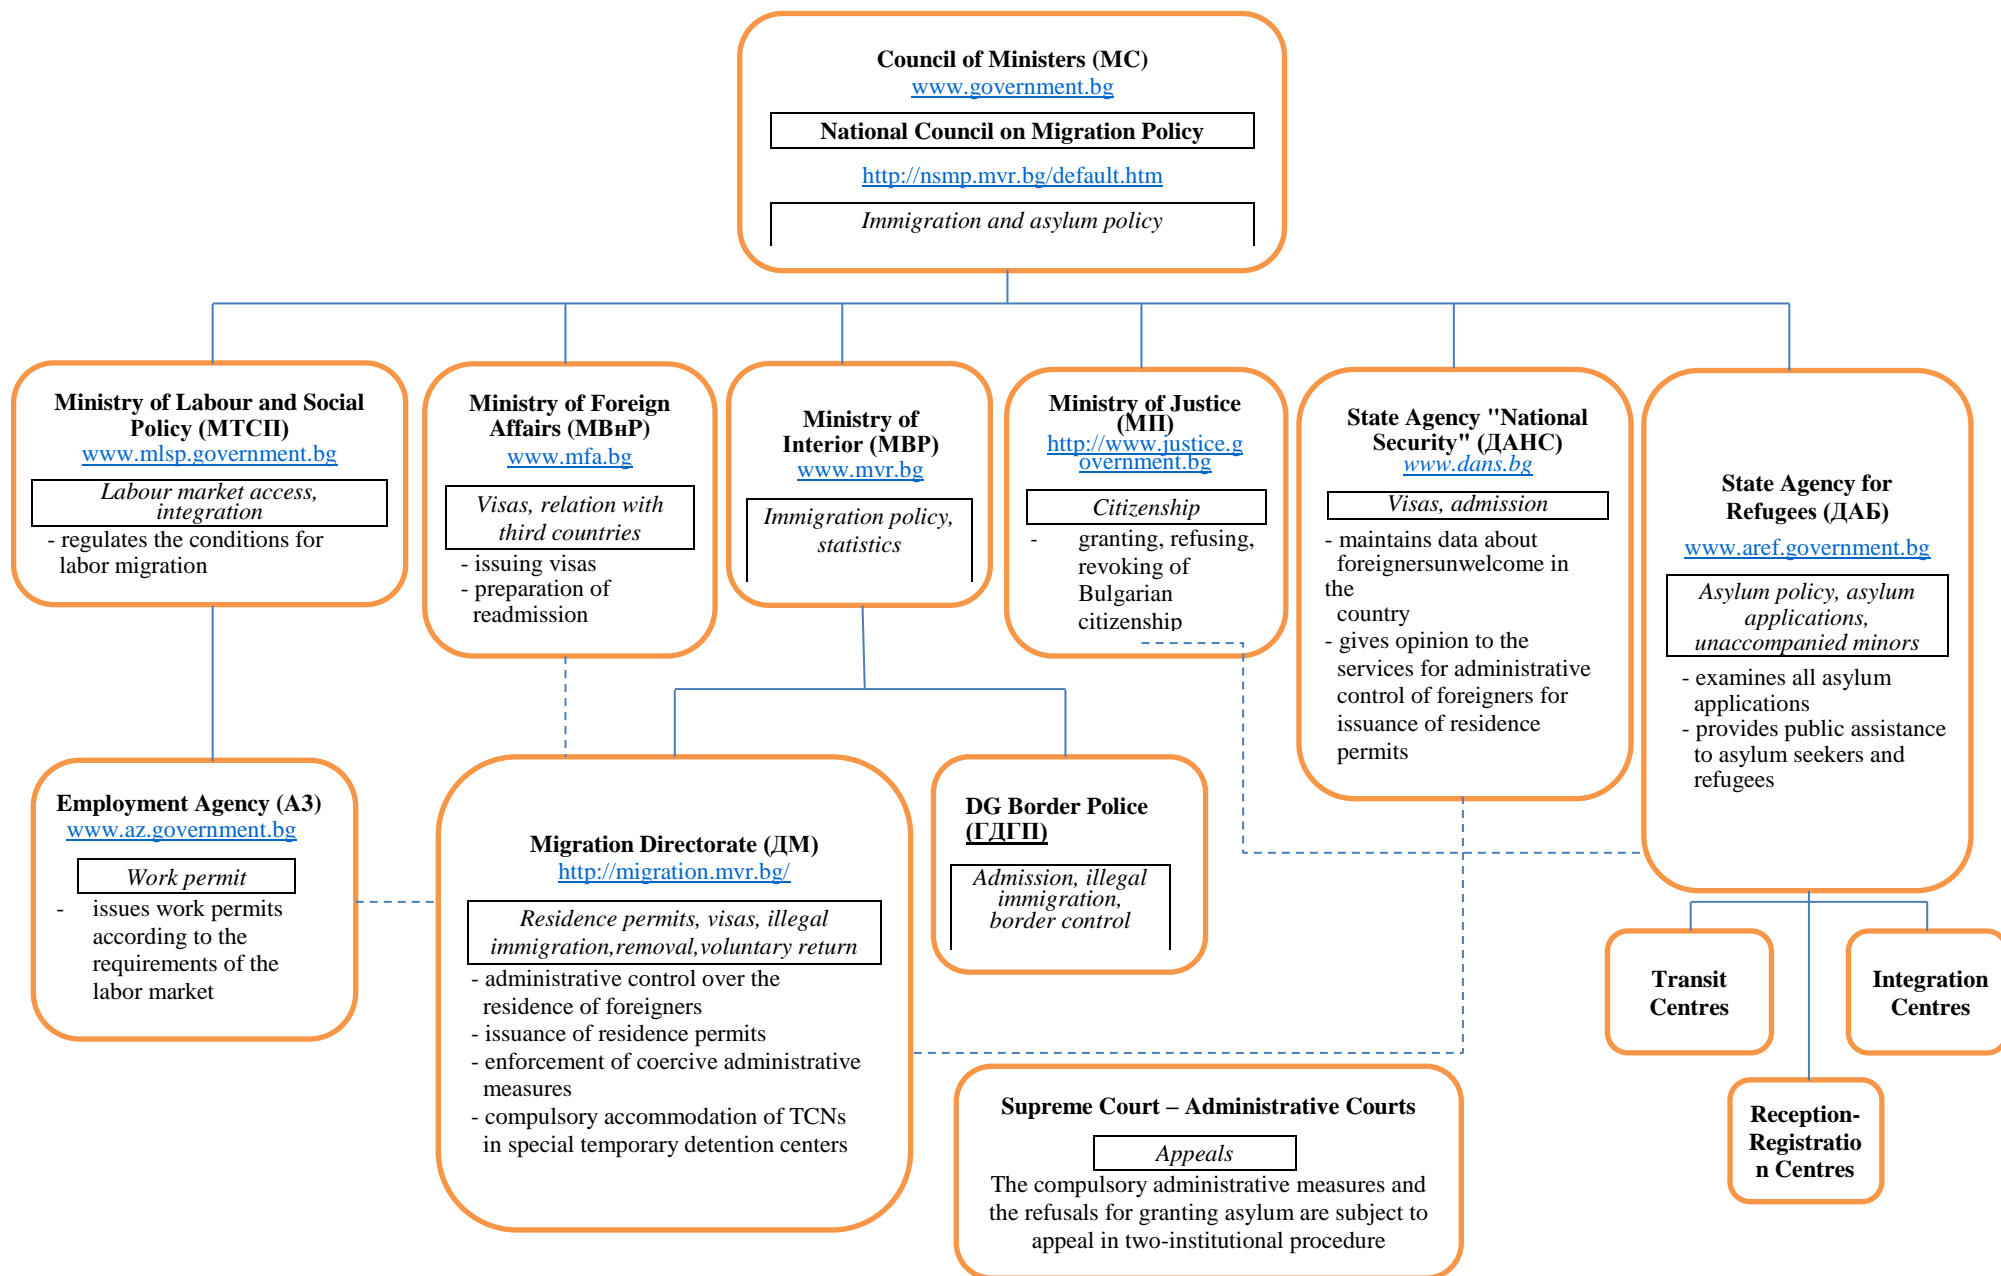 Council of Ministers (МС)
www.government.bg
National Council on Migration Policy
http://nsmp.mvr.bg/default.htm
Immigration and asylum policy
Ministry of Labour and Social
Policy (МТСП)
www.mlsp.government.bg
Labour market access,
integration
- regulates the conditions for
labor migration
Ministry of Foreign
Affairs (МВнР)
www.mfa.bg
Visas, relation with
third countries
- issuing visas
- preparation of
readmission
Ministry of
Interior (МВР)
www.mvr.bg
Immigration policy,
statistics
Ministry of Justice
(МП)
http://www.justice.g
overnment.bg
Citizenship
- granting, refusing,
revoking of
Bulgarian
citizenship
State Agency "National
Security" (ДАНС)
www.dans.bg
Visas, admission
- maintains data about
foreignersunwelcome in
the
country
- gives opinion to the
services for administrative
control of foreigners for
issuance of residence
permits
State Agency for
Refugees (ДАБ)
www.aref.government.bg
Asylum policy, asylum
applications,
unaccompanied minors
- examines all asylum
applications
- provides public assistance
to asylum seekers and
refugees
Employment Agency (АЗ)
www.az.government.bg
Work permit
- issues work permits
according to the
requirements of the
labor market
Migration Directorate (ДМ)
http://migration.mvr.bg/
Residence permits, visas, illegal
immigration,removal,voluntary return
- administrative control over the
residence of foreigners
- issuance of residence permits
- enforcement of coercive administrative
measures
- compulsory accommodation of TCNs
in special temporary detention centers
DG Border Police
(ГДГП)
Admission, illegal
immigration,
border control
Transit
Centres
Integration
Centres
Reception-
Registratio
n Centres
Supreme Court – Administrative Courts
Appeals
The compulsory administrative measures and
the refusals for granting asylum are subject to
appeal in two-institutional procedure